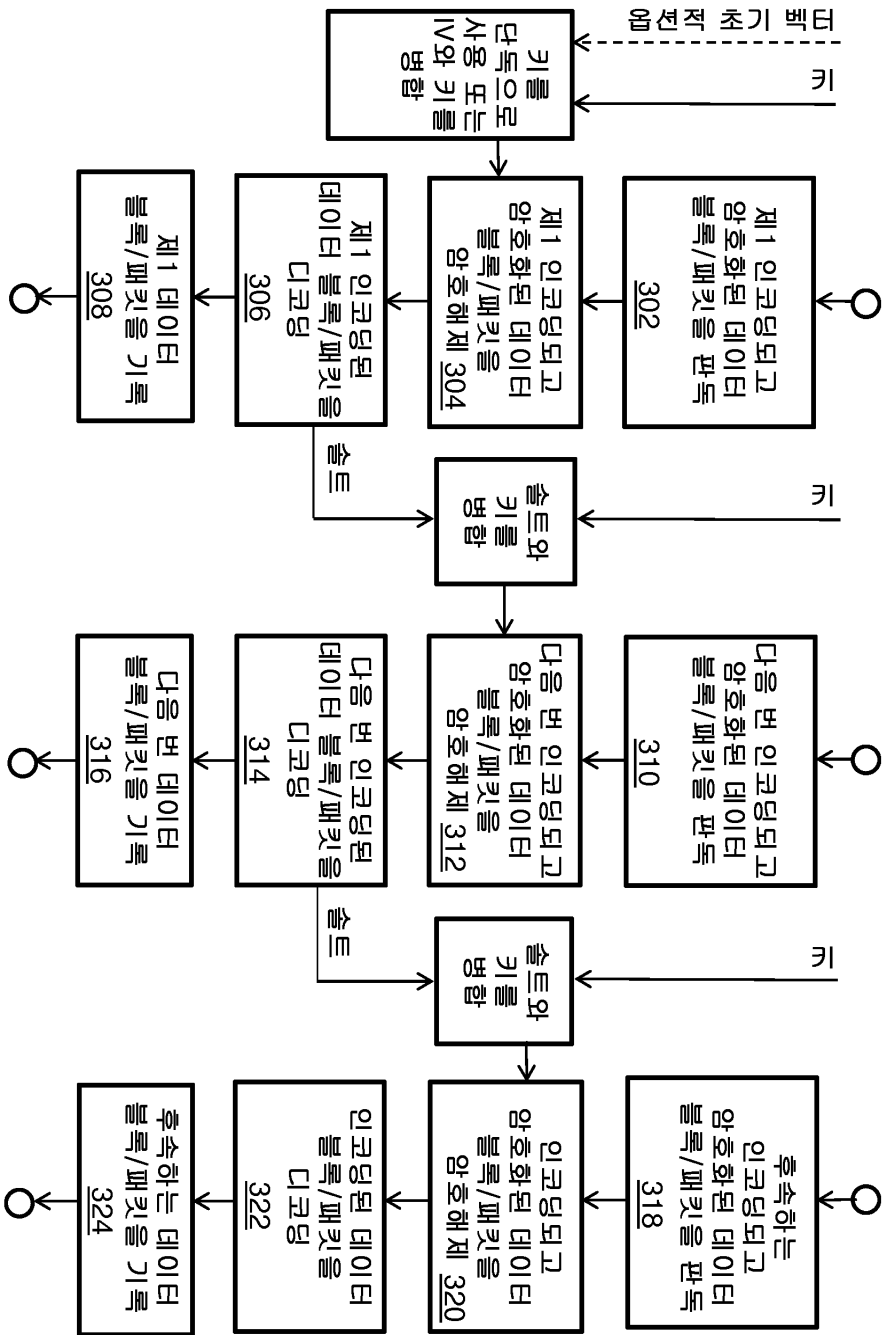 옵션적 초기 벡터
키
키를
단독으로
사용 또는
IV와 키를
병합
제1 인코딩되고
암호화된 데이터
블록/패킷을 판독
302
제1 인코딩되고
암호화된 데이터
블록/패킷을
암호해제 304
제1 인코딩된
데이터 블록/패킷을
디코딩
306
제1 데이터
블록/패킷을 기록
308
솔트
키
솔트와
키를
병합
다음 번 인코딩되고
암호화된 데이터
블록/패킷을 판독
310
다음 번 인코딩되고
암호화된 데이터
블록/패킷을
암호해제 312
다음 번 인코딩된
데이터 블록/패킷을
디코딩
314
다음 번 데이터
블록/패킷을 기록
316
솔트
키
솔트와
키를
병합
후속하는
인코딩되고
암호화된 데이터
블록/패킷을 판독
318
인코딩되고
암호화된 데이터
블록/패킷을
암호해제 320
인코딩된 데이터
블록/패킷을
디코딩
322
후속하는 데이터
블록/패킷을 기록
324